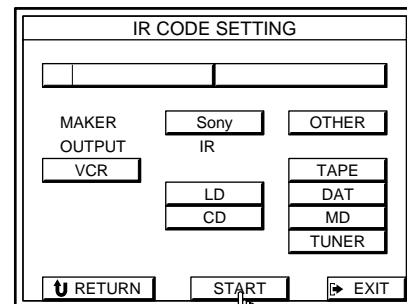 IR CODE SETTING
MAKER Sony OTHER
OUTPUT IR
VCR TAPE
LD DAT
CD MD
TUNER
RETURN START EXIT